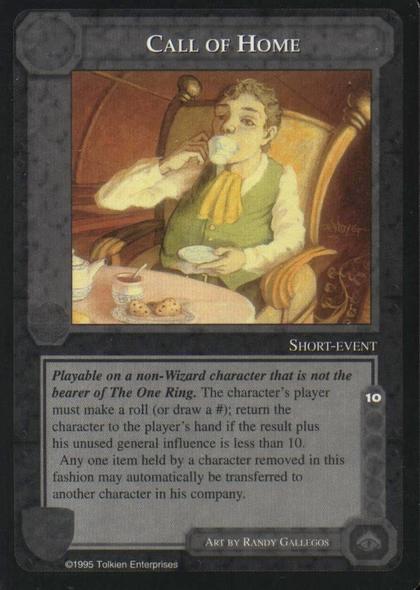 CALL OF HOME
SHORT-EVENT
Playable on a non-Wizard character that is not the
bearer of The One Ring. The character's player
must make a roll (or draw a #); return the
character to the player's hand if the result plus
his unused general influence is less than 10.
Any one item held by a character removed in this
fashion may automatically be transferred to
another character in his company.
10
ART BY RANDY GALLEGOS
©1995 Tolkien Enterprises